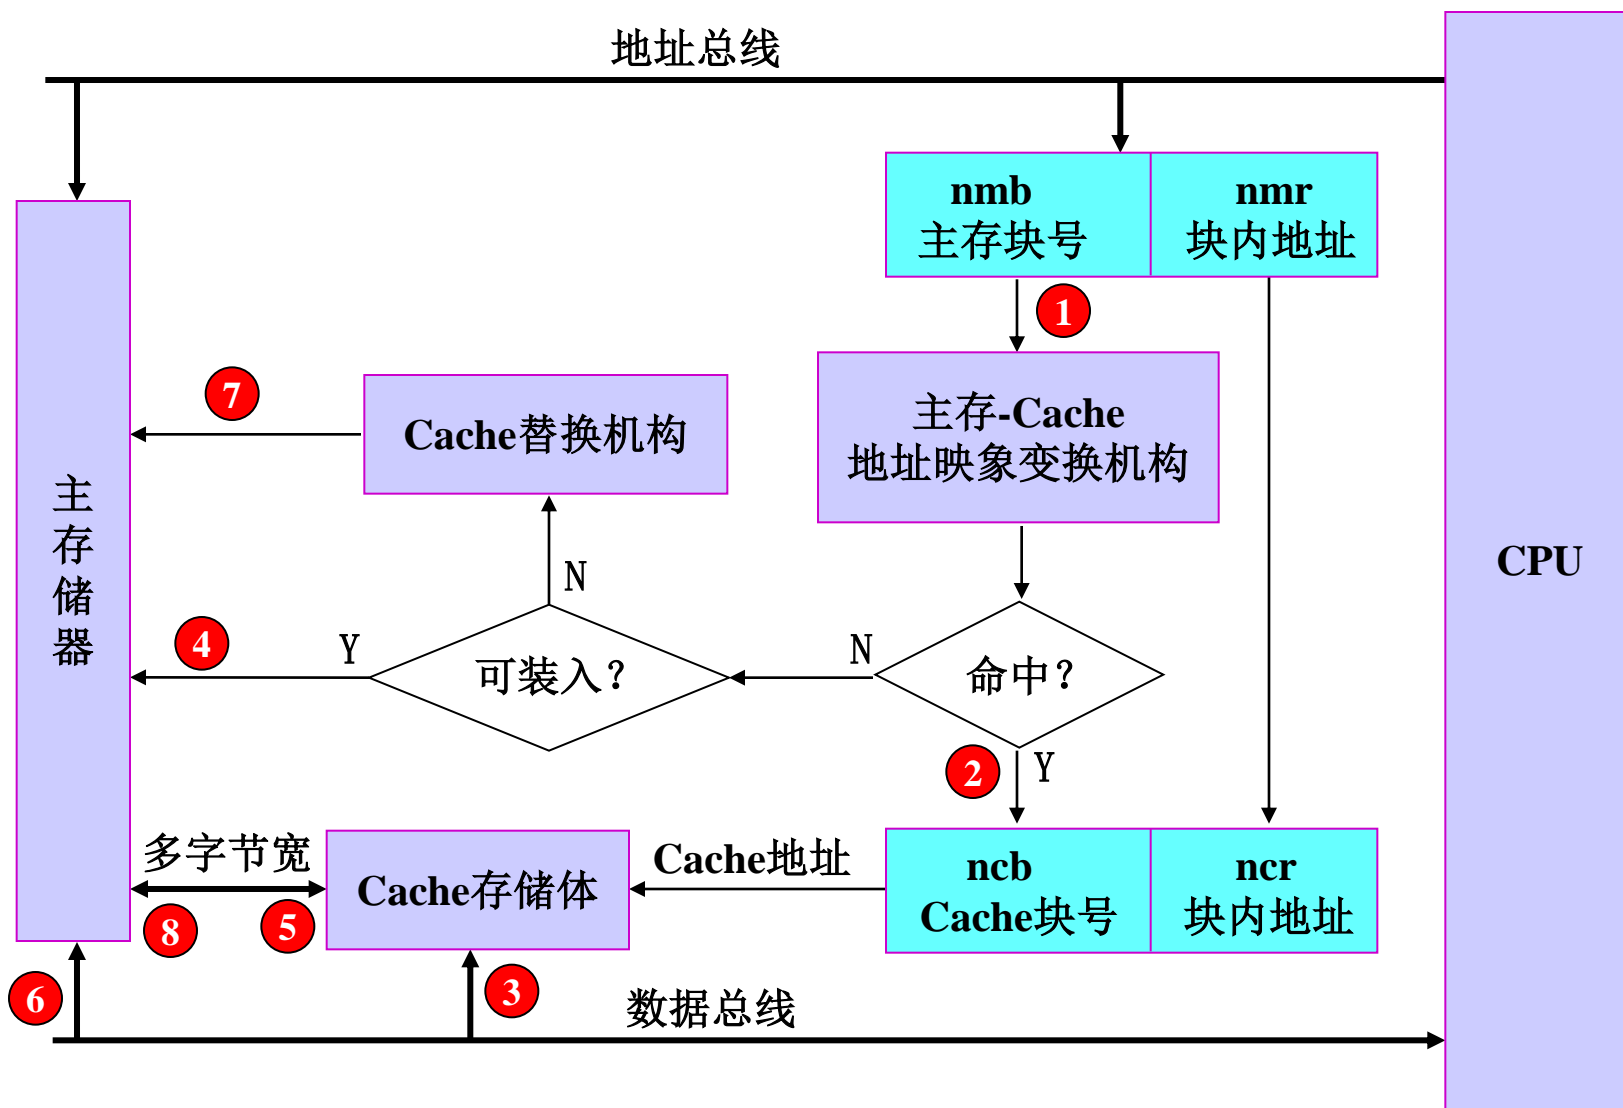 地址总线
nmb
主存块号
nmr
块内地址
1
主存-Cache
地址映象变换机构
7
Cache替换机构
主存储器
CPU
N
4
Y
可装入?
N
命中?
2
Y
多字节宽
8
5
Cache存储体
Cache地址
ncb
Cache块号
ncr
块内地址
6
3
数据总线